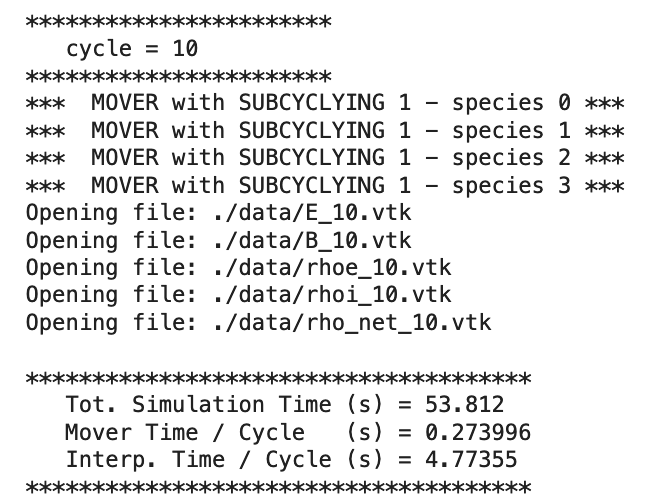 ***********************
   cycle = 10
***********************
***  MOVER with SUBCYCLYING 1 - species 0 ***
***  MOVER with SUBCYCLYING 1 - species 1 ***
***  MOVER with SUBCYCLYING 1 - species 2 ***
***  MOVER with SUBCYCLYING 1 - species 3 ***
Opening file: ./data/E_10.vtk
Opening file: ./data/B_10.vtk
Opening file: ./data/rhoe_10.vtk
Opening file: ./data/rhoi_10.vtk
Opening file: ./data/rho_net_10.vtk

**************************************
   Tot. Simulation Time (s) = 53.812
   Mover Time / Cycle   (s) = 0.273996
   Interp. Time / Cycle (s) = 4.77355
**************************************